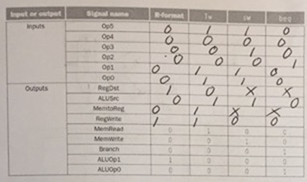 Input or output Signal name R-format lw sw beq
Inputs Op5 0 1 1 0
Op4 0 0 0 0
Op3 0 0 1 0
Op2 0 0 0 1
Op1 0 1 1 0
Op0 0 1 1 0
Outputs RegDst 1 0 X X
ALUSrc 0 1 1 0
MemtoReg 0 1 X X
RegWrite 1 1 0 0
MemRead 0 1 0 0
MemWrite 0 0 1 0
Branch 0 0 0 1
ALUOp1 1 0 0 0
ALUOp0 0 0 0